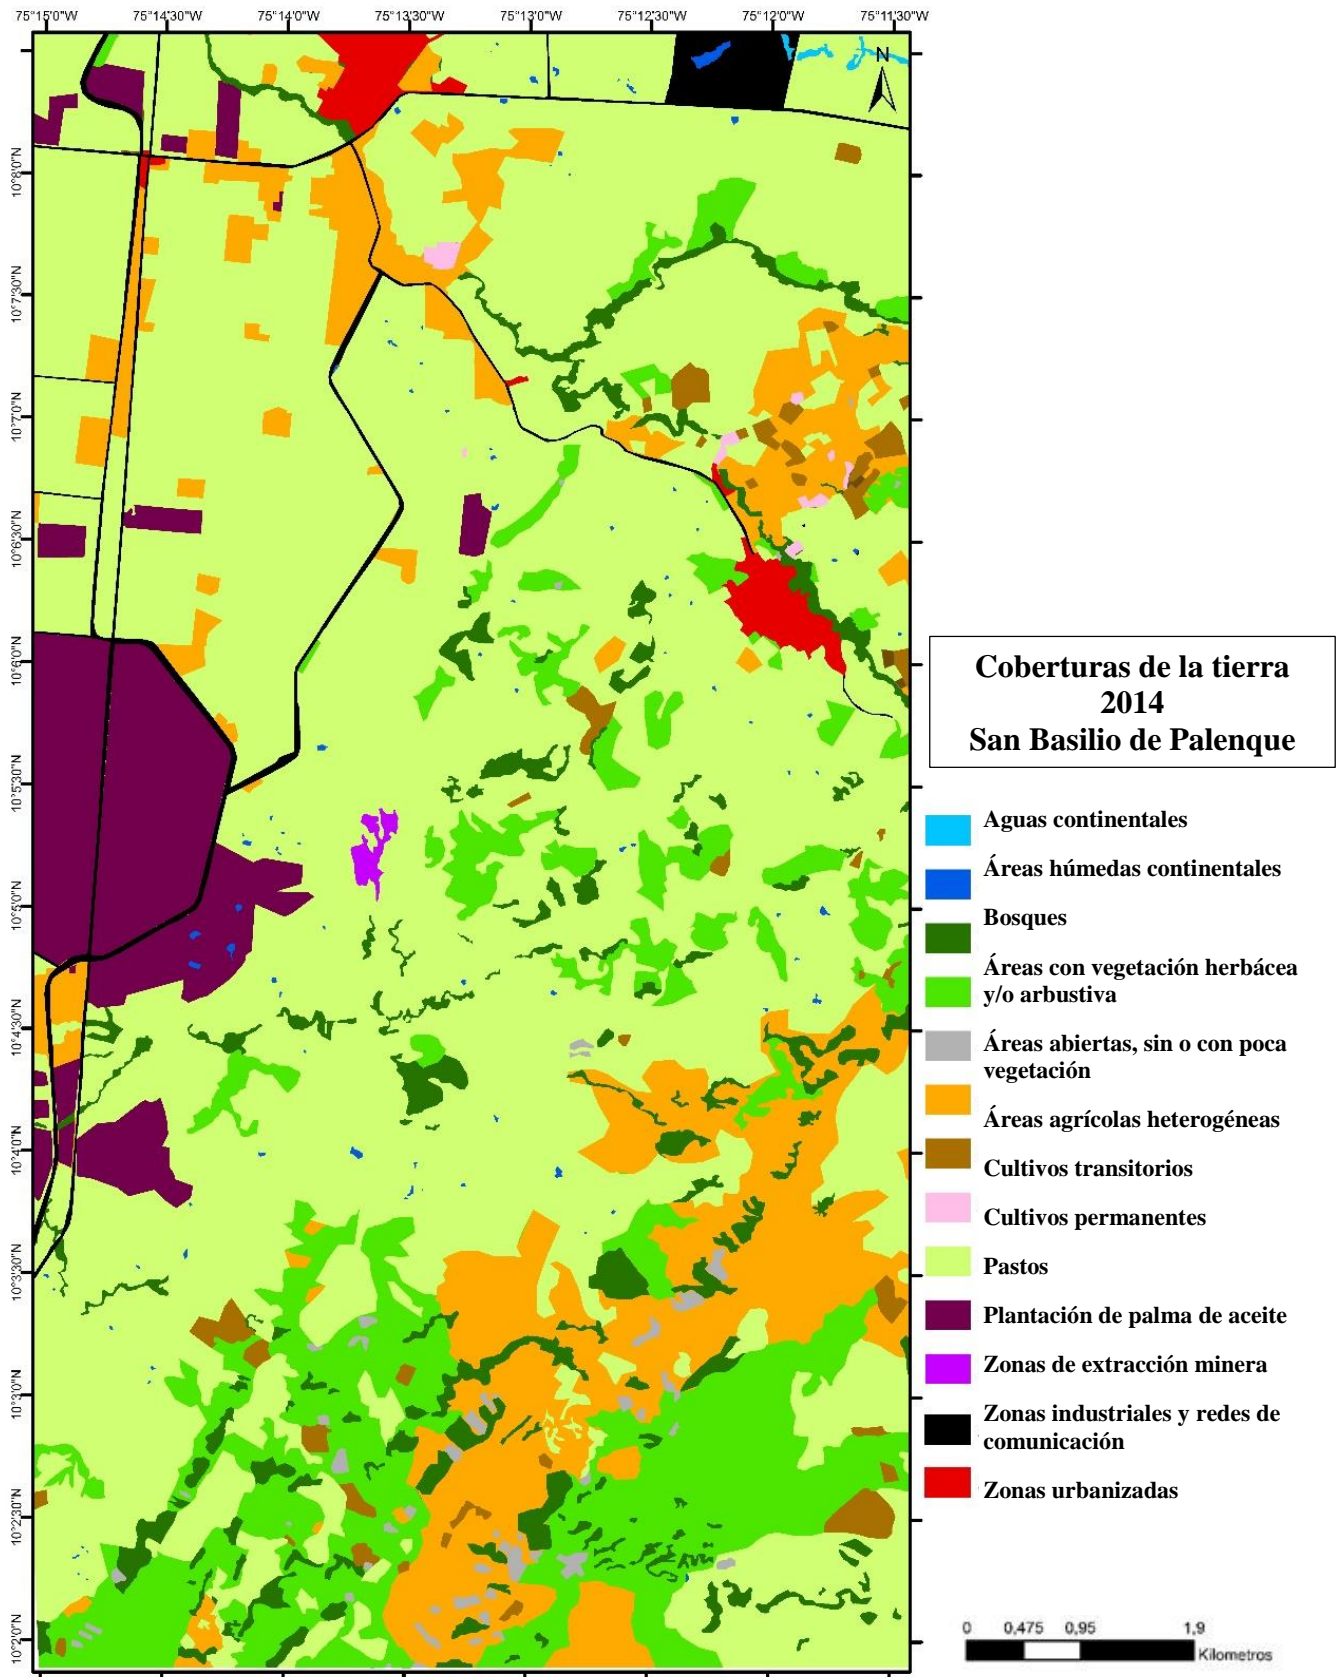 75°15'0"W 75°14'30"W 75°14'0"W 75°13'30"W 75°13'0"W 75°12'30"W 75°12'0"W 75°11'30"W
N
10°8'0"N
10°7'30"N
10°7'0"N
10°6'30"N
10°6'0"N
10°5'30"N
10°5'0"N
10°4'30"N
10°4'0"N
10°3'30"N
10°3'0"N
10°2'30"N
10°2'0"N
Coberturas de la tierra
2014
San Basilio de Palenque
Aguas continentales
Áreas húmedas continentales
Bosques
Áreas con vegetación herbácea
y/o arbustiva
Áreas abiertas, sin o con poca
vegetación
Áreas agrícolas heterogéneas
Cultivos transitorios
Cultivos permanentes
Pastos
Plantación de palma de aceite
Zonas de extracción minera
Zonas industriales y redes de
comunicación
Zonas urbanizadas
0 0,475 0,95 1,9
Kilometros